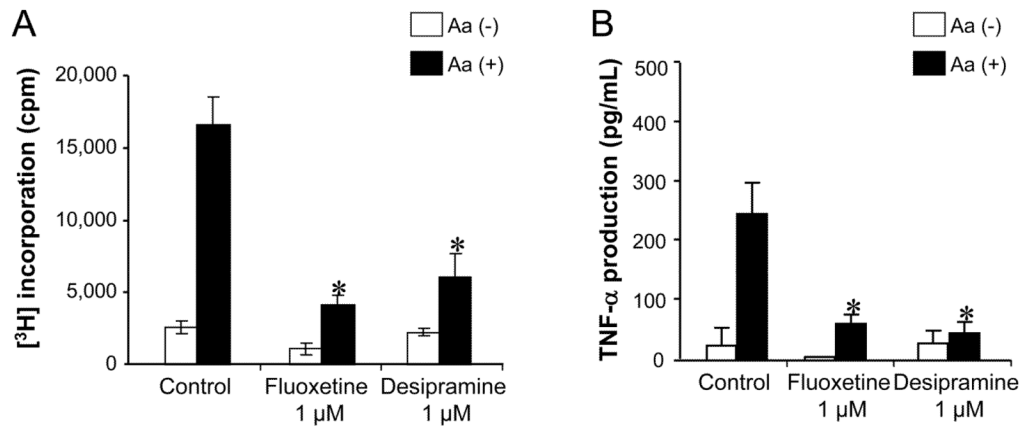 A
Aa (-)
Aa (+)
[³H] incorporation (cpm)
20,000
15,000
10,000
5,000
0
*
*
Control
Fluoxetine
1 µM
Desipramine
1 µM
B
Aa (-)
Aa (+)
TNF-α production (pg/mL)
500
400
300
200
100
0
*
*
Control
Fluoxetine
1 µM
Desipramine
1 µM